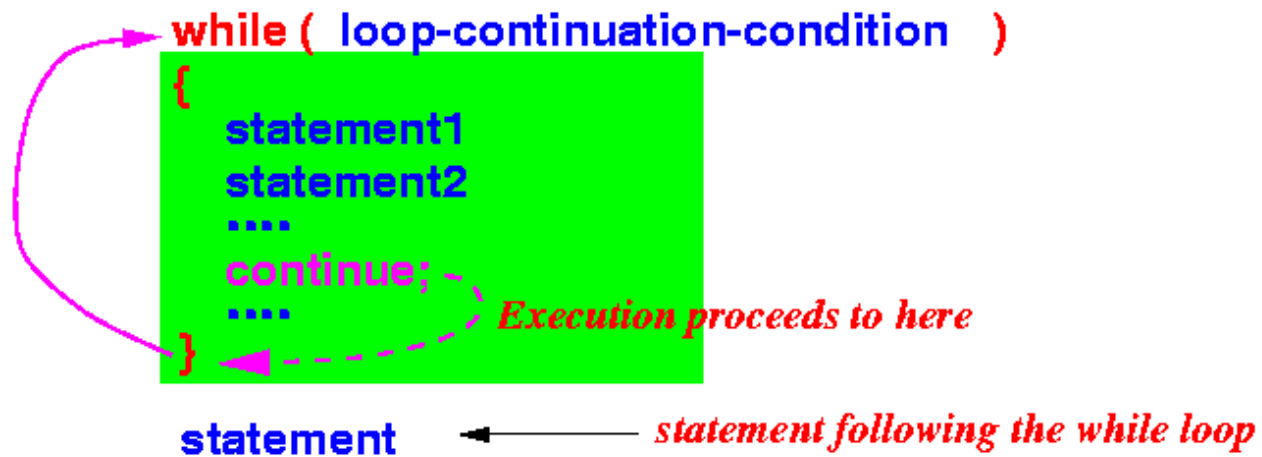 while ( loop-continuation-condition )
{
statement1
statement2
....
continue;
Execution proceeds to here
....
}
statement
statement following the while loop